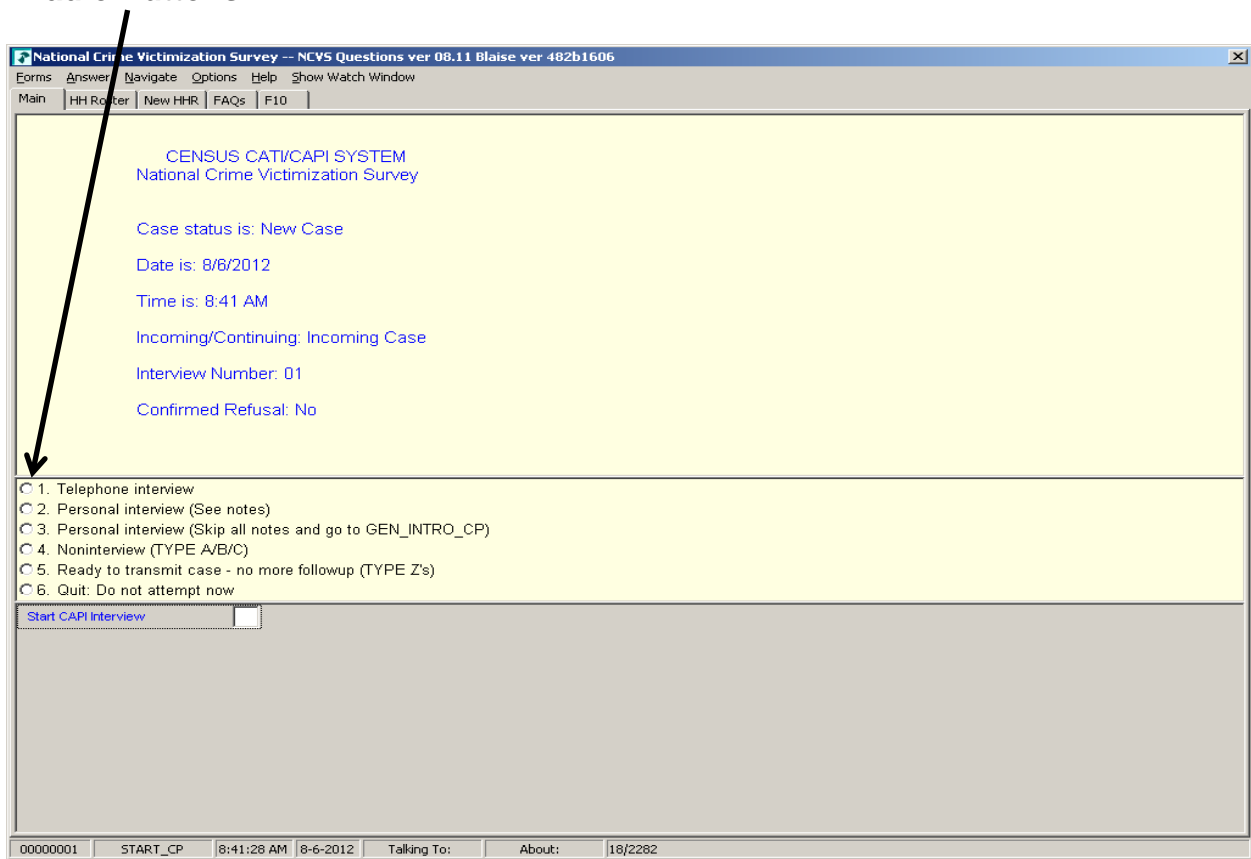 National Crime Victimization Survey -- NCVS Questions ver 08.11 Blaise ver 482b1606
Forms Answer Navigate Options Help Show Watch Window
Main HH Router New HHR FAQs F10
CENSUS CATI/CAPI SYSTEM
National Crime Victimization Survey
Case status is: New Case
Date is: 8/6/2012
Time is: 8:41 AM
Incoming/Continuing: Incoming Case
Interview Number: 01
Confirmed Refusal: No
1. Telephone interview
2. Personal interview (See notes)
3. Personal interview (Skip all notes and go to GEN_INTRO_CP)
4. Noninterview (TYPE A/B/C)
5. Ready to transmit case - no more followup (TYPE Z's)
6. Quit: Do not attempt now
Start CAPI Interview
00000001 START_CP 8:41:28 AM 8-6-2012 Talking To: About: 18/2282